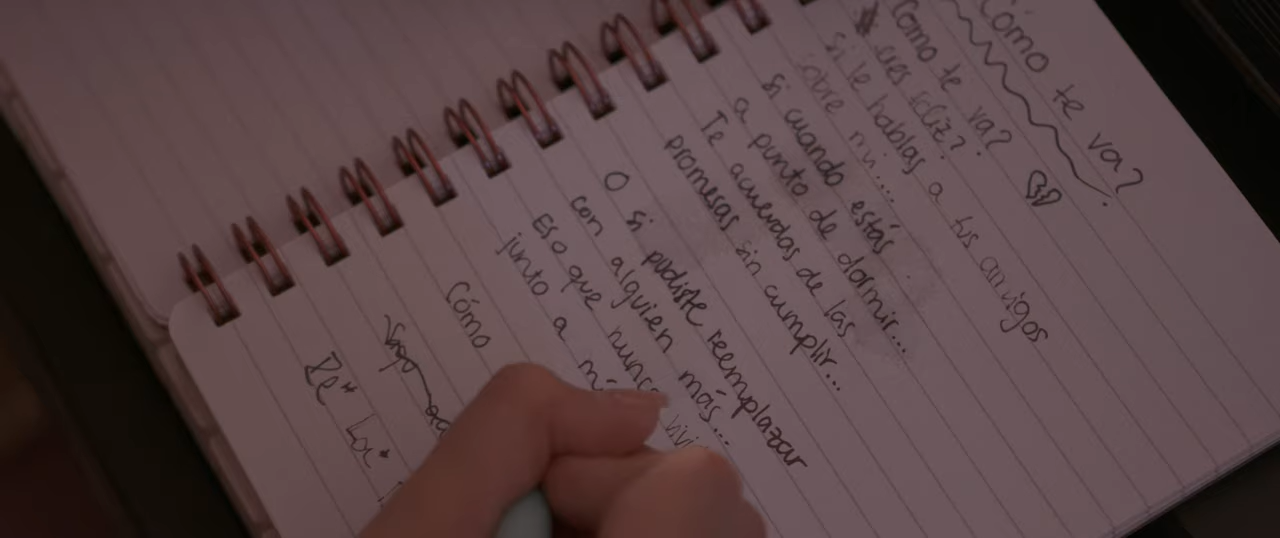 Cómo te va?
Como te va?
eres feliz?
si le hablas a tus amigos
sobre mi...
si cuando estás
a punto de dormir...
Te acuerdas de las
promesas sin cumplir...
O si pudiste reemplazar
con alguien más...
Eso que nunca
junto a mí
Cómo